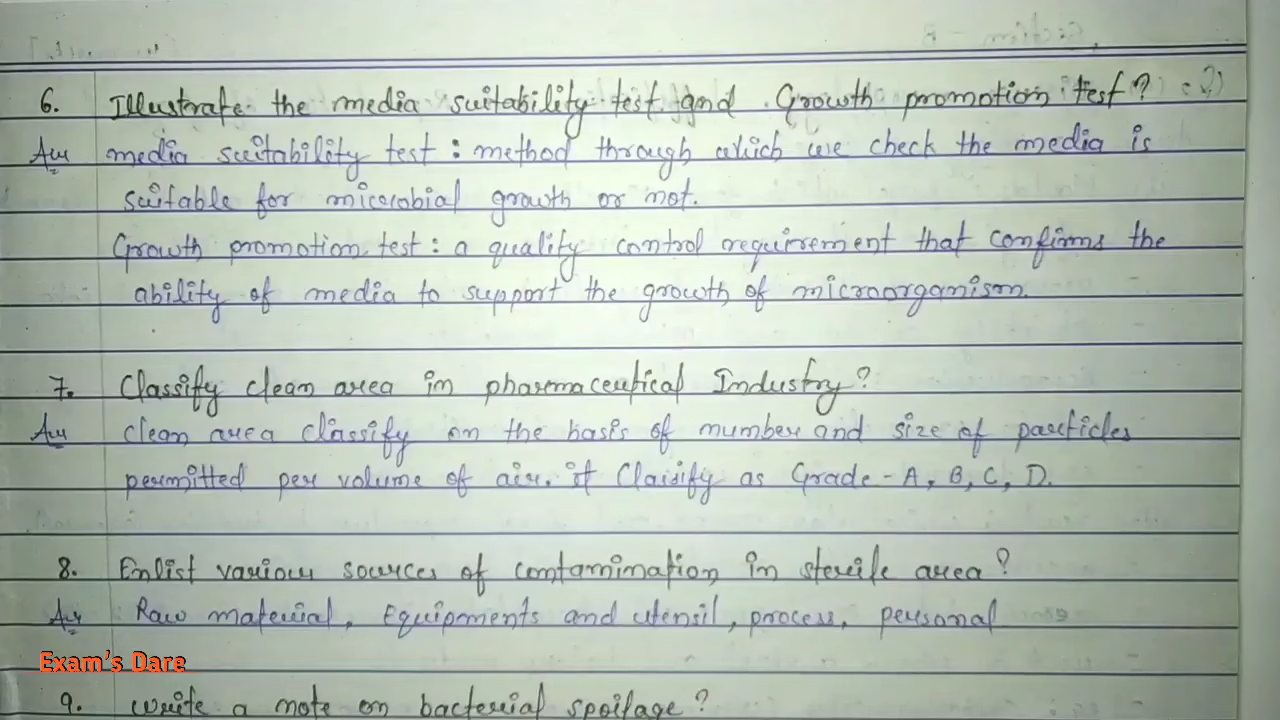 6. Illustrate the media suitability test and Growth promotion test?
Ans media suitability test : method through which we check the media is
suitable for microbial growth or not.
Growth promotion test : a quality control requirement that confirms the
ability of media to support the growth of microorganism.
7. Classify clean area in pharmaceutical Industry?
Ans clean area classify on the basis of number and size of particles
permitted per volume of air. it Claisify as Grade - A, B, C, D.
8. Enlist various sources of contamination in sterile area?
Ans Raw material, Equipments and utensil, process, personal
Exam's Dare
9. write a note on bacterial spoilage?